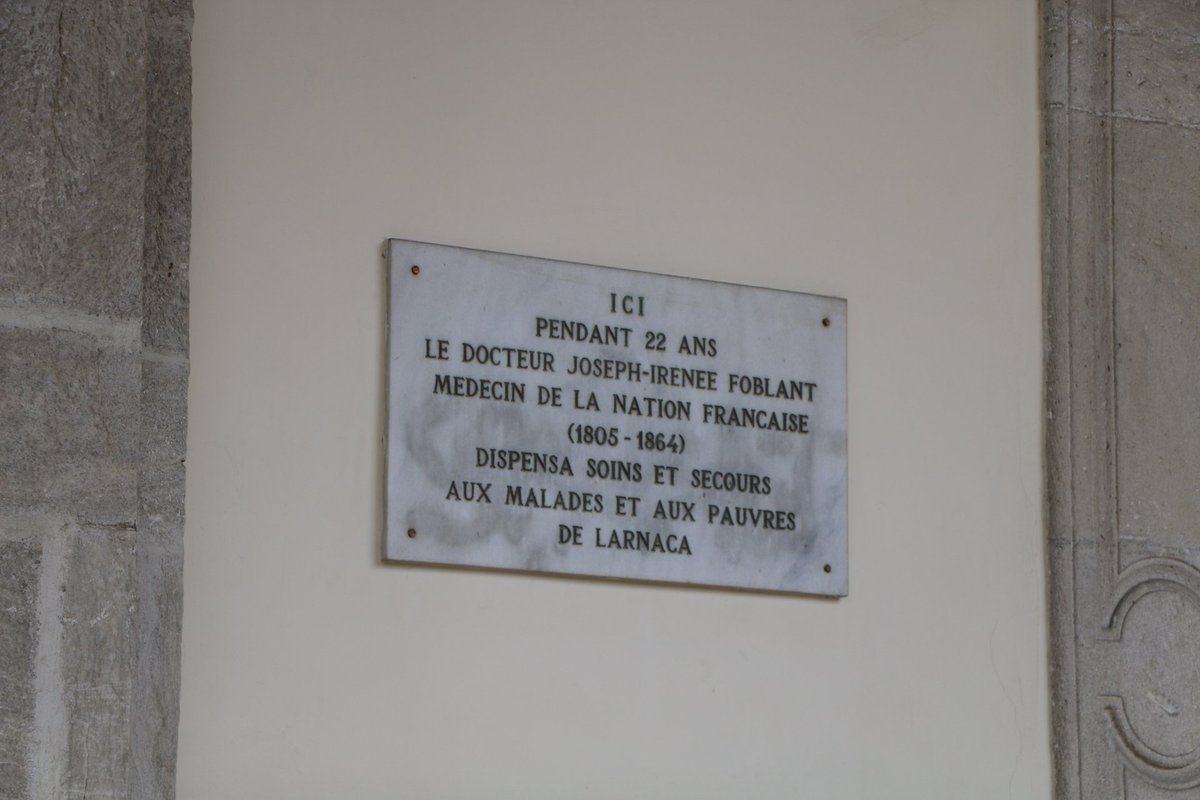 ICI
PENDANT 22 ANS
LE DOCTEUR JOSEPH-IRENEE FOBLANT
MEDECIN DE LA NATION FRANCAISE
(1805-1864)
DISPENSA SOINS ET SECOURS
AUX MALADES ET AUX PAUVRES
DE LARNACA